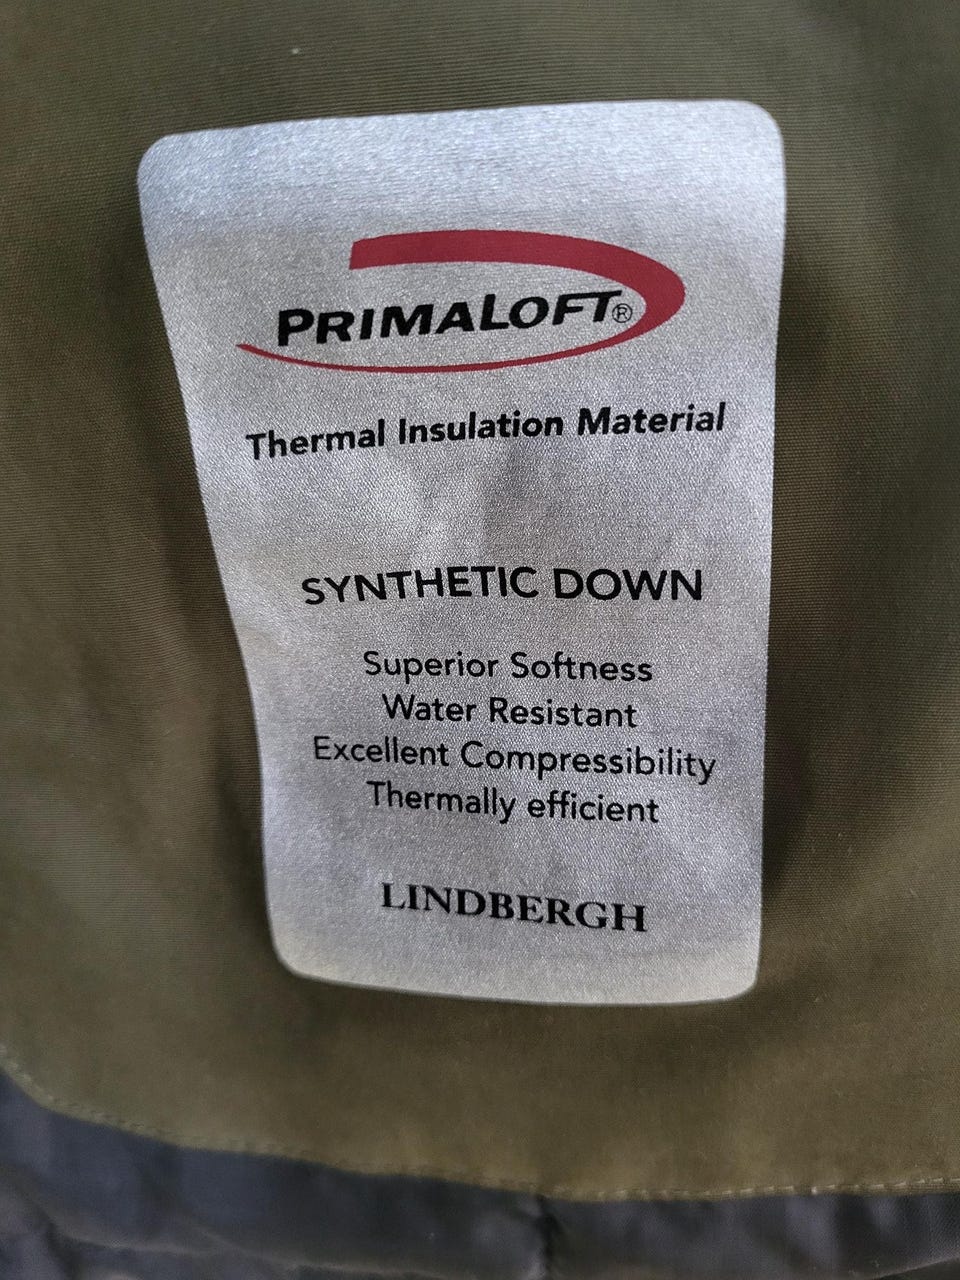 PRIMALOFT®
Thermal Insulation Material
SYNTHETIC DOWN
Superior Softness
Water Resistant
Excellent Compressibility
Thermally efficient
LINDBERGH